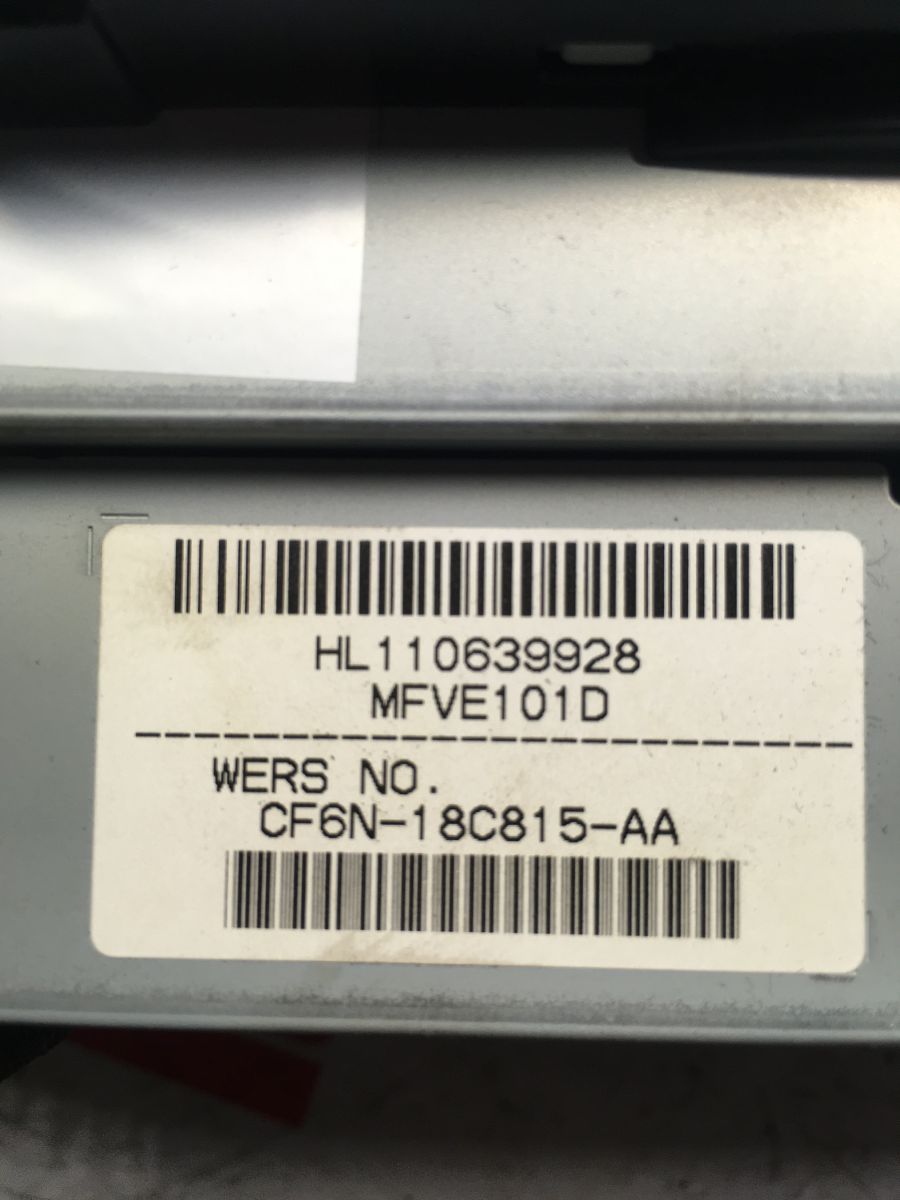 HL110639928
MFVE101D
WERS NO.
CF6N-18C815-AA